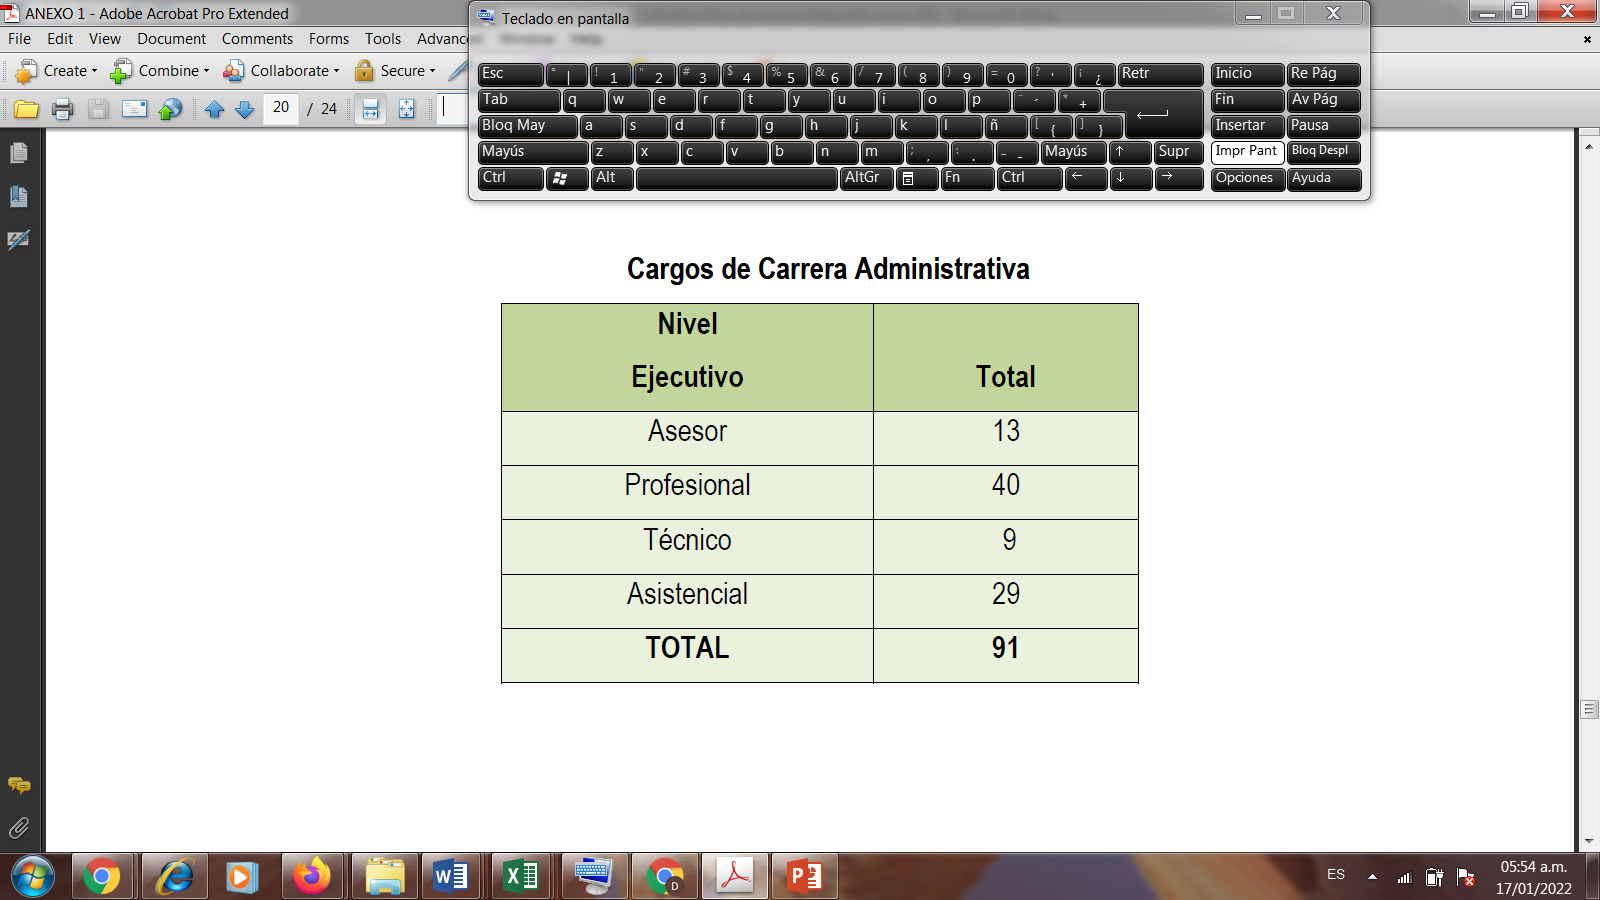 ANEXO 1 - Adobe Acrobat Pro Extended
File Edit View Document Comments Forms Tools Advanced Window Help
Create Combine Collaborate Secure
20 / 24
Teclado en pantalla
Esc ° | ! 1 " 2 # 3 $ 4 % 5 & 6 / 7 ( 8 ) 9 = 0 ? ' ¡ ¿ Retr Inicio Re Pág
Tab q w e r t y u i o p ¨ ´ * + Fin Av Pág
Bloq May a s d f g h j k l ñ [ { ] } Insertar Pausa
Mayús z x c v b n m ; , : . _ - Mayús ↑ Supr Impr Pant Bloq Despl
Ctrl Alt AltGr Fn Ctrl ← ↓ → Opciones Ayuda
Cargos de Carrera Administrativa
Nivel
Ejecutivo Total
Asesor 13
Profesional 40
Técnico 9
Asistencial 29
TOTAL 91
ES
05:54 a.m.
17/01/2022